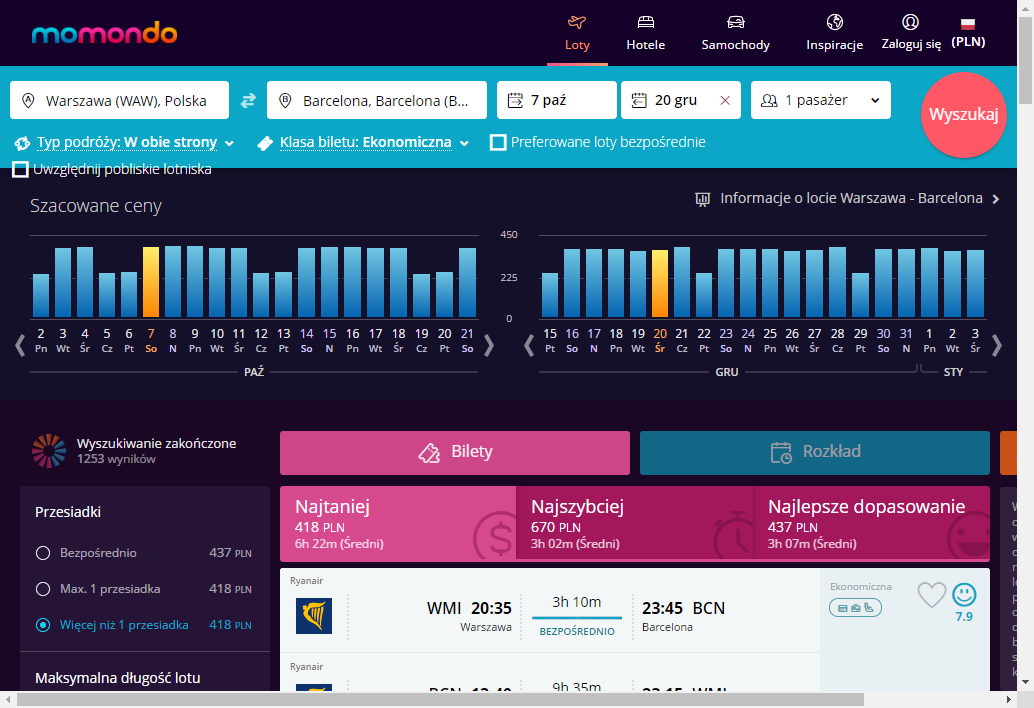 momondo
Loty
Hotele
Samochody
Inspiracje
Zaloguj się
(PLN)
Warszawa (WAW), Polska
Barcelona, Barcelona (B...
7 paź
20 gru
1 pasażer
Wyszukaj
Typ podróży: W obie strony
Klasa biletu: Ekonomiczna
Preferowane loty bezpośrednie
Uwzględnij pobliskie lotniska
Szacowane ceny
Informacje o locie Warszawa - Barcelona
450
225
0
2 3 4 5 6 7 8 9 10 11 12 13 14 15 16 17 18 19 20 21
Pn Wt Śr Cz Pt So N Pn Wt Śr Cz Pt So N Pn Wt Śr Cz Pt So
PAŹ
15 16 17 18 19 20 21 22 23 24 25 26 27 28 29 30 31 1 2 3
Pt So N Pn Wt Śr Cz Pt So N Pn Wt Śr Cz Pt So N Pn Wt Śr
GRU
STY
Wyszukiwanie zakończone
1253 wyników
Bilety
Rozkład
Przesiadki
Bezpośrednio 437 PLN
Max. 1 przesiadka 418 PLN
Więcej niż 1 przesiadka 418 PLN
Maksymalna długość lotu
Najtaniej
418 PLN
6h 22m (Średni)
Najszybciej
670 PLN
3h 02m (Średni)
Najlepsze dopasowanie
437 PLN
3h 07m (Średni)
Ryanair
WMI 20:35
Warszawa
3h 10m
BEZPOŚREDNIO
23:45 BCN
Barcelona
Ekonomiczna
7.9
Ryanair
9h 35m